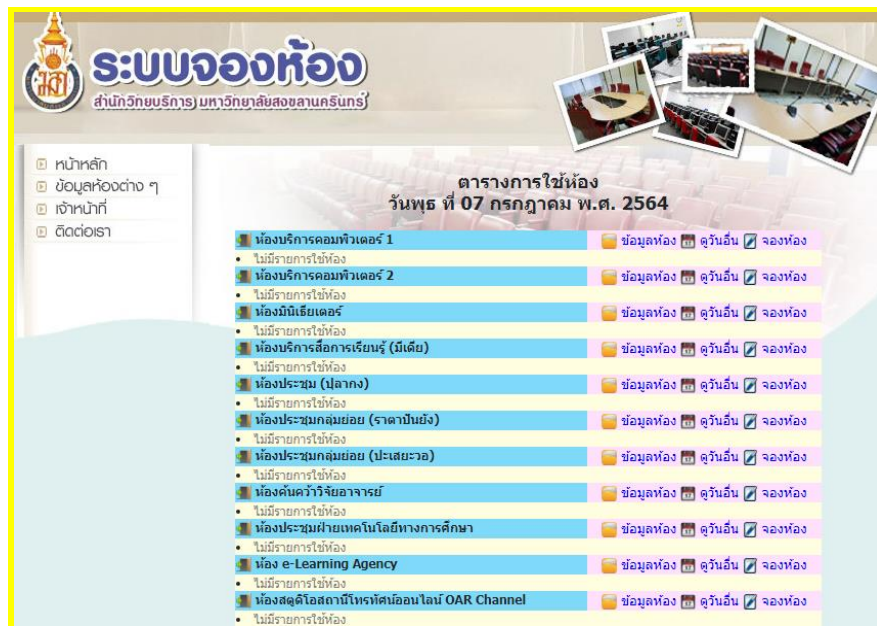 ระบบจองห้อง
สำนักวิทยบริการ มหาวิทยาลัยสงขลานครินทร์
หน้าหลัก
ข้อมูลห้องต่าง ๆ
เจ้าหน้าที่
ติดต่อเรา
ตารางการใช้ห้อง
วันพุธ ที่ 07 กรกฎาคม พ.ศ. 2564
ห้องบริการคอมพิวเตอร์ 1 ข้อมูลห้อง ดูวันอื่น จองห้อง
• ไม่มีรายการใช้ห้อง
ห้องบริการคอมพิวเตอร์ 2 ข้อมูลห้อง ดูวันอื่น จองห้อง
• ไม่มีรายการใช้ห้อง
ห้องมินิเธียเตอร์ ข้อมูลห้อง ดูวันอื่น จองห้อง
• ไม่มีรายการใช้ห้อง
ห้องบริการสื่อการเรียนรู้ (มีเดีย) ข้อมูลห้อง ดูวันอื่น จองห้อง
• ไม่มีรายการใช้ห้อง
ห้องประชุม (ปุลากง) ข้อมูลห้อง ดูวันอื่น จองห้อง
• ไม่มีรายการใช้ห้อง
ห้องประชุมกลุ่มย่อย (ราตาปันยัง) ข้อมูลห้อง ดูวันอื่น จองห้อง
• ไม่มีรายการใช้ห้อง
ห้องประชุมกลุ่มย่อย (ปะเสยะวอ) ข้อมูลห้อง ดูวันอื่น จองห้อง
• ไม่มีรายการใช้ห้อง
ห้องค้นคว้าวิจัยอาจารย์ ข้อมูลห้อง ดูวันอื่น จองห้อง
• ไม่มีรายการใช้ห้อง
ห้องประชุมฝ่ายเทคโนโลยีทางการศึกษา ข้อมูลห้อง ดูวันอื่น จองห้อง
• ไม่มีรายการใช้ห้อง
ห้อง e-Learning Agency ข้อมูลห้อง ดูวันอื่น จองห้อง
• ไม่มีรายการใช้ห้อง
ห้องสตูดิโอสถานีโทรทัศน์ออนไลน์ OAR Channel ข้อมูลห้อง ดูวันอื่น จองห้อง
• ไม่มีรายการใช้ห้อง